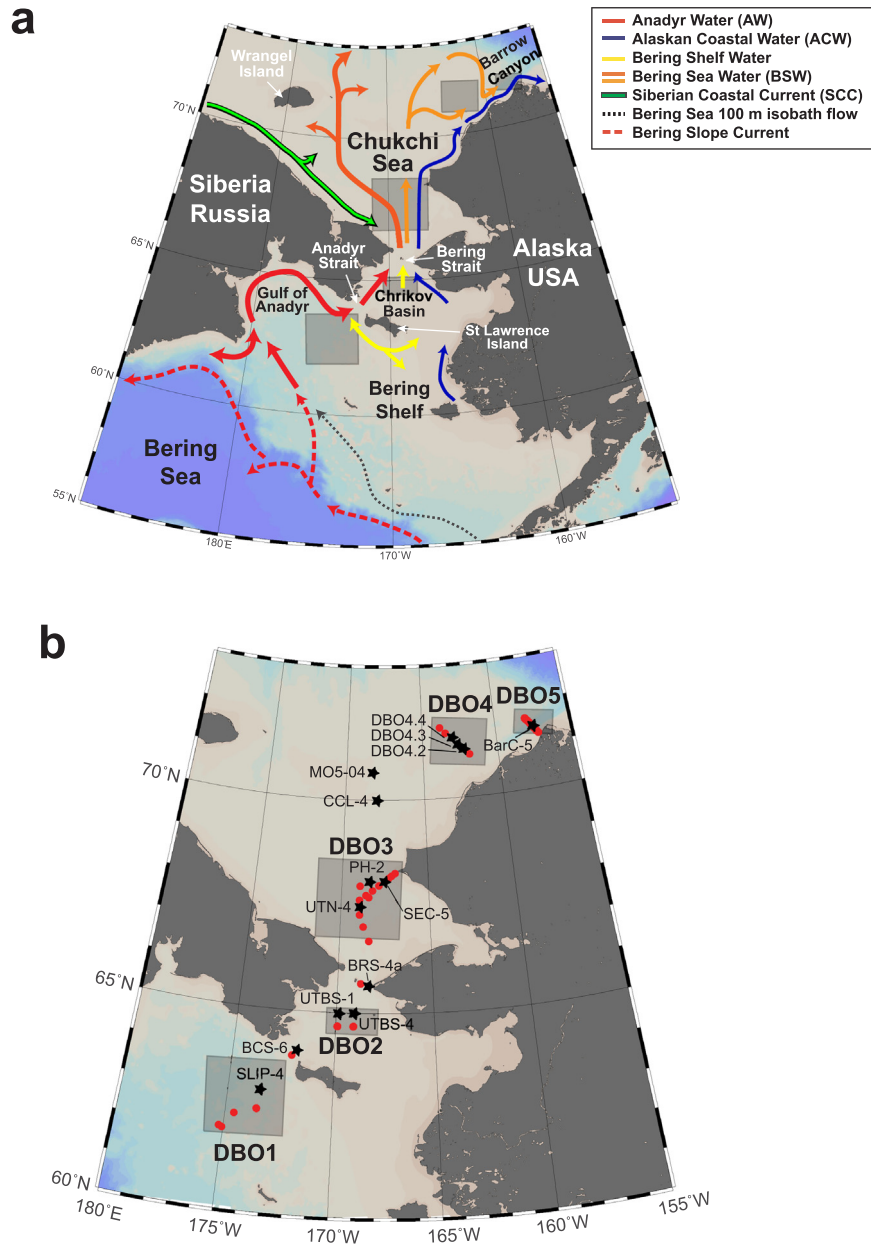 a
Anadyr Water (AW)
Alaskan Coastal Water (ACW)
Bering Shelf Water
Bering Sea Water (BSW)
Siberian Coastal Current (SCC)
Bering Sea 100 m isobath flow
Bering Slope Current
Wrangel
Island
Barrow
Canyon
70˚N
Chukchi
Sea
Siberia
Russia
65˚N
Anadyr
Strait
Bering
Strait
Alaska
USA
Gulf of
Anadyr
Chrikov
Basin
St Lawrence
Island
60˚N
Bering
Shelf
Bering
Sea
55˚N
180˚E
170˚W
160˚W
b
DBO4
DBO5
DBO4.4
DBO4.3
DBO4.2
BarC-5
MO5-04
CCL-4
70˚N
DBO3
PH-2
UTN-4
SEC-5
BRS-4a
65˚N
UTBS-1
UTBS-4
DBO2
BCS-6
SLIP-4
DBO1
60˚N
180˚E
175˚W
170˚W
165˚W
160˚W
155˚W